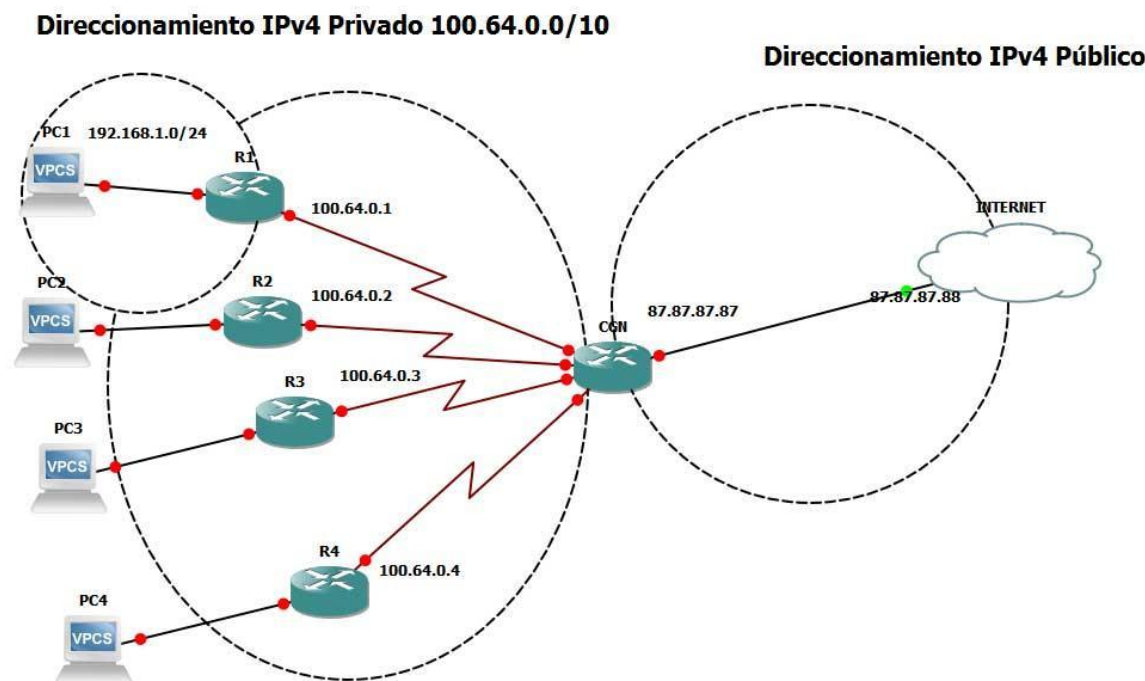 Direccionamiento IPv4 Privado 100.64.0.0/10
Direccionamiento IPv4 Público
PC1
192.168.1.0/24
VPCS
R1
100.64.0.1
INTERNET
PC2
VPCS
R2
100.64.0.2
87.87.87.87
87.87.87.88
CGN
R3
100.64.0.3
PC3
VPCS
R4
100.64.0.4
PC4
VPCS